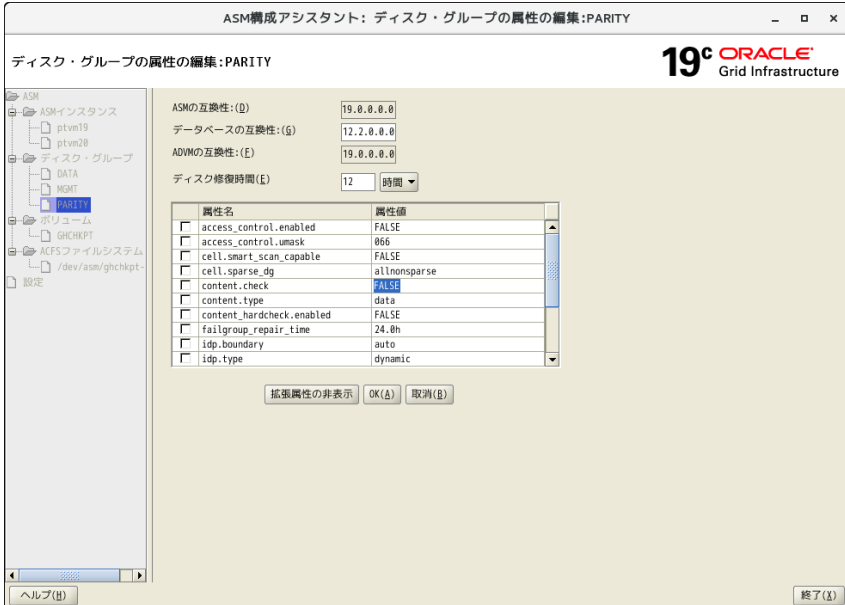 ASM構成アシスタント: ディスク・グループの属性の編集:PARITY
ディスク・グループの属性の編集:PARITY
19c ORACLE
Grid Infrastructure
ASM
ASMインスタンス
ptvm19
ptvm20
ディスク・グループ
DATA
MGMT
PARITY
ボリューム
GHCHKPT
ACFSファイルシステム
/dev/asm/ghchkpt-
設定
ASMの互換性:(D) 19.0.0.0.0
データベースの互換性:(G) 12.2.0.0.0
ADVMの互換性:(F) 19.0.0.0.0
ディスク修復時間(E) 12 時間
属性名 属性値
access_control.enabled FALSE
access_control.umask 066
cell.smart_scan_capable FALSE
cell.sparse_dg allnonsparse
content.check FALSE
content.type data
content_hardcheck.enabled FALSE
failgroup_repair_time 24.0h
idp.boundary auto
idp.type dynamic
拡張属性の非表示 OK(A) 取消(B)
ヘルプ(H) 終了(X)